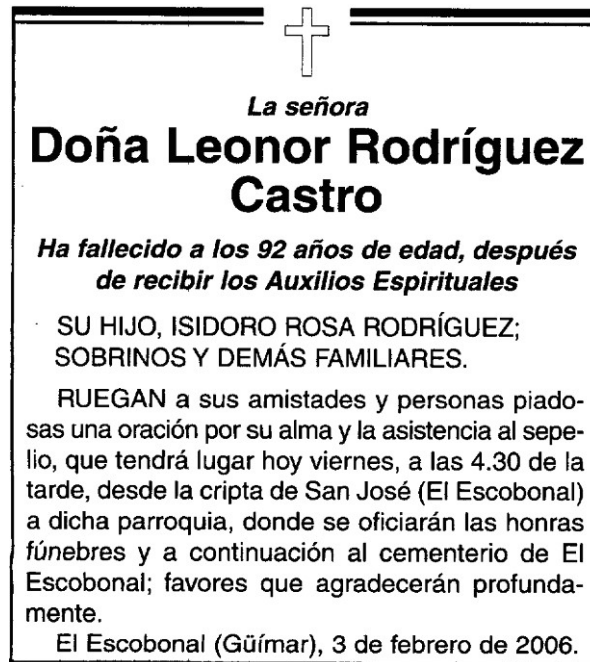 La señora
Doña Leonor Rodríguez
Castro
Ha fallecido a los 92 años de edad, después
de recibir los Auxilios Espirituales
SU HIJO, ISIDORO ROSA RODRÍGUEZ;
SOBRINOS Y DEMÁS FAMILIARES.
RUEGAN a sus amistades y personas piado-
sas una oración por su alma y la asistencia al sepe-
lio, que tendrá lugar hoy viernes, a las 4.30 de la
tarde, desde la cripta de San José (El Escobonal)
a dicha parroquia, donde se oficiarán las honras
fúnebres y a continuación al cementerio de El
Escobonal; favores que agradecerán profunda-
mente.
El Escobonal (Güímar), 3 de febrero de 2006.